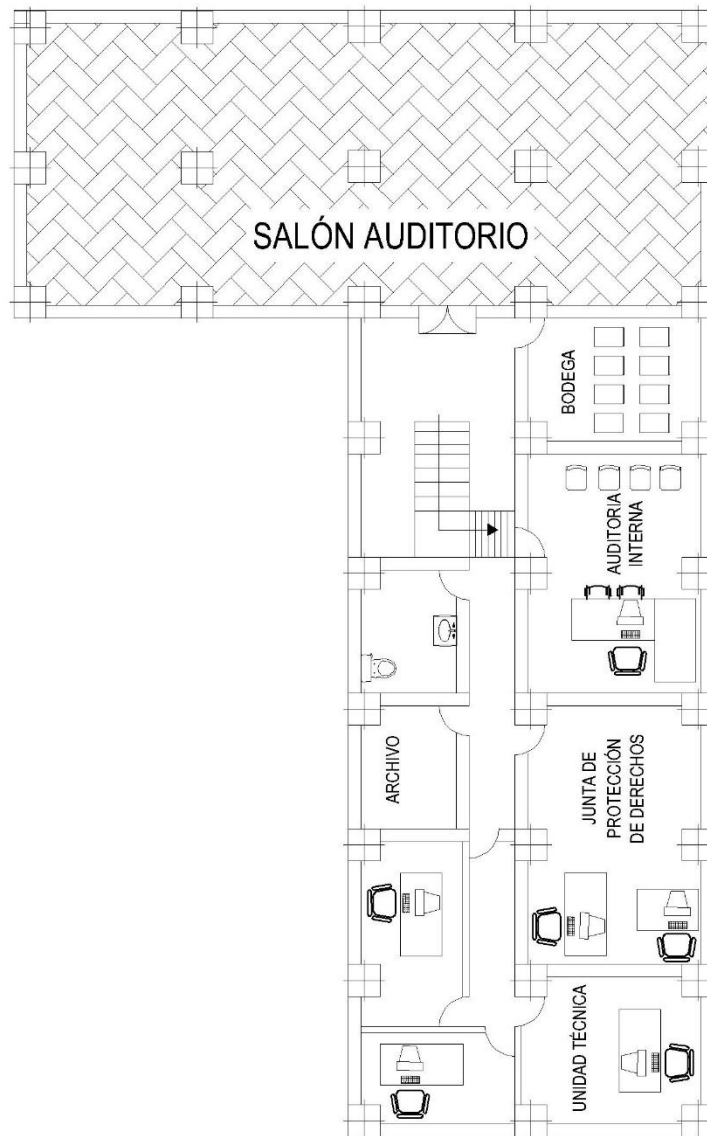 SALÓN AUDITORIO
BODEGA
AUDITORIA
INTERNA
ARCHIVO
JUNTA DE
PROTECCIÓN
DE DERECHOS
UNIDAD TÉCNICA